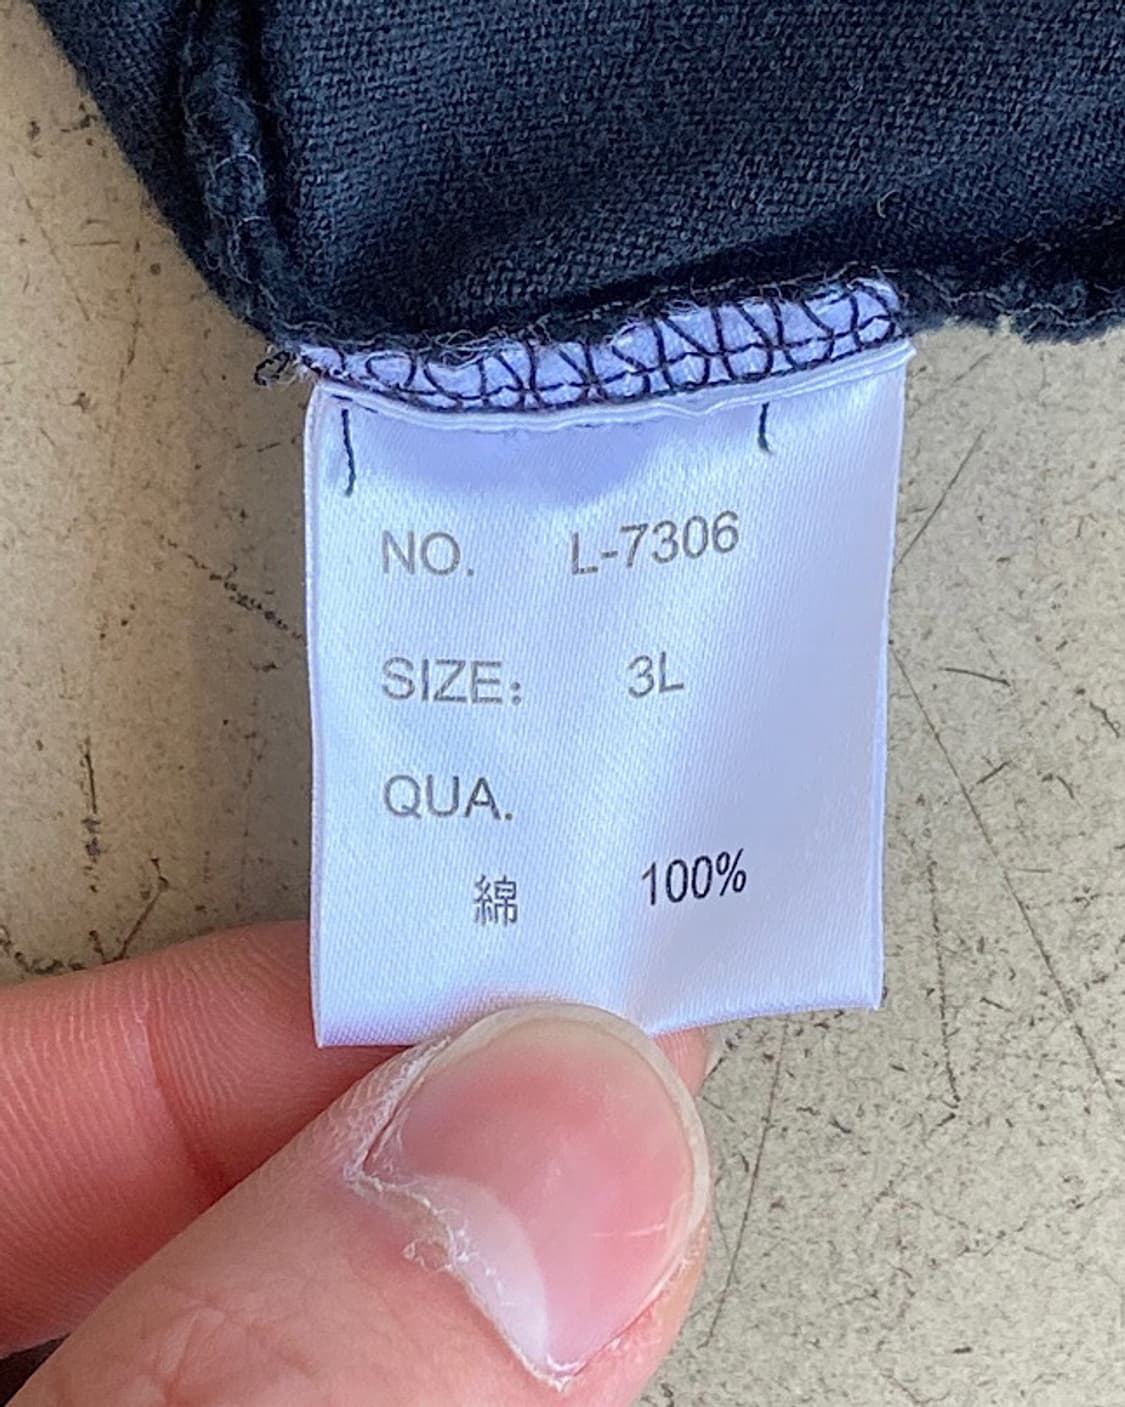 NO. L-7306
SIZE: 3L
QUA.
綿 100%